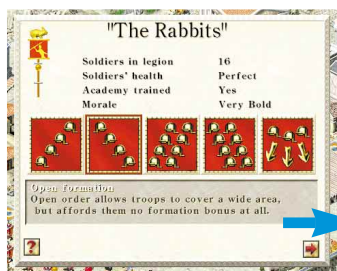 "The Rabbits"
Soldiers in legion 16
Soldiers' health Perfect
Academy trained Yes
Morale Very Bold
Open formation
Open order allows troops to cover a wide area,
but affords them no formation bonus at all.
?